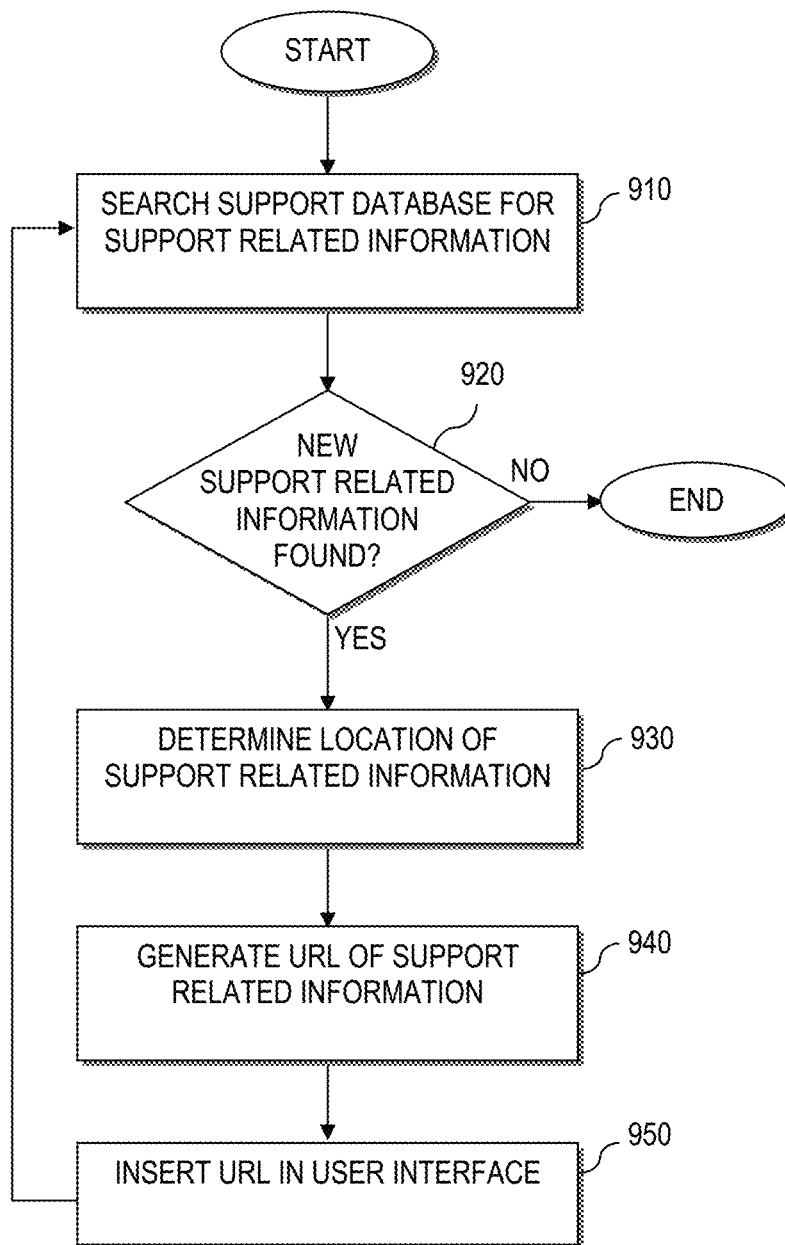 START
SEARCH SUPPORT DATABASE FOR
SUPPORT RELATED INFORMATION
910
920
NEW
SUPPORT RELATED
INFORMATION
FOUND?
NO
END
YES
DETERMINE LOCATION OF
SUPPORT RELATED INFORMATION
930
GENERATE URL OF SUPPORT
RELATED INFORMATION
940
INSERT URL IN USER INTERFACE
950